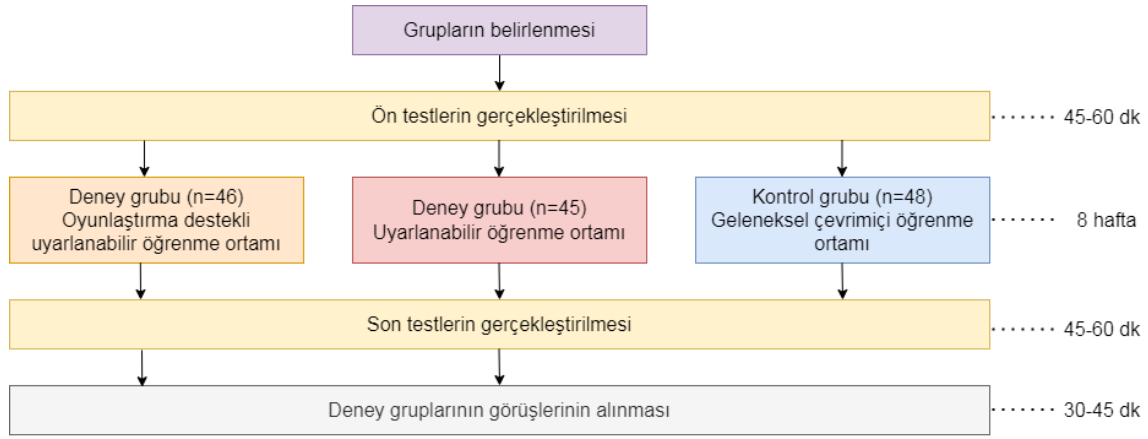 Grupların belirlenmesi
Ön testlerin gerçekleştirilmesi
45-60 dk
Deney grubu (n=46)
Oyunlaştırma destekli
uyarlanabilir öğrenme ortamı
Deney grubu (n=45)
Uyarlanabilir öğrenme ortamı
Kontrol grubu (n=48)
Geleneksel çevrimiçi öğrenme
ortamı
8 hafta
Son testlerin gerçekleştirilmesi
45-60 dk
Deney gruplarının görüşlerinin alınması
30-45 dk